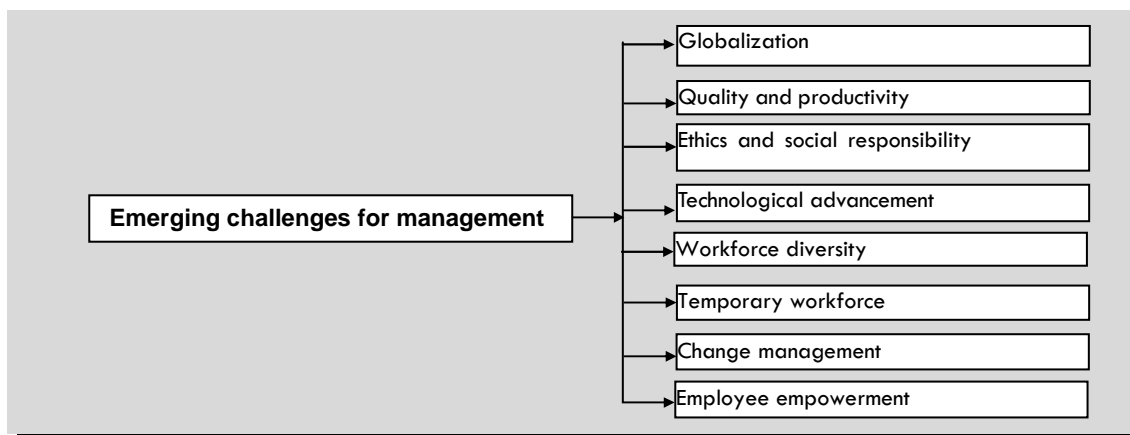 Globalization
Quality and productivity
Ethics and social responsibility
Emerging challenges for management
Technological advancement
Workforce diversity
Temporary workforce
Change management
Employee empowerment